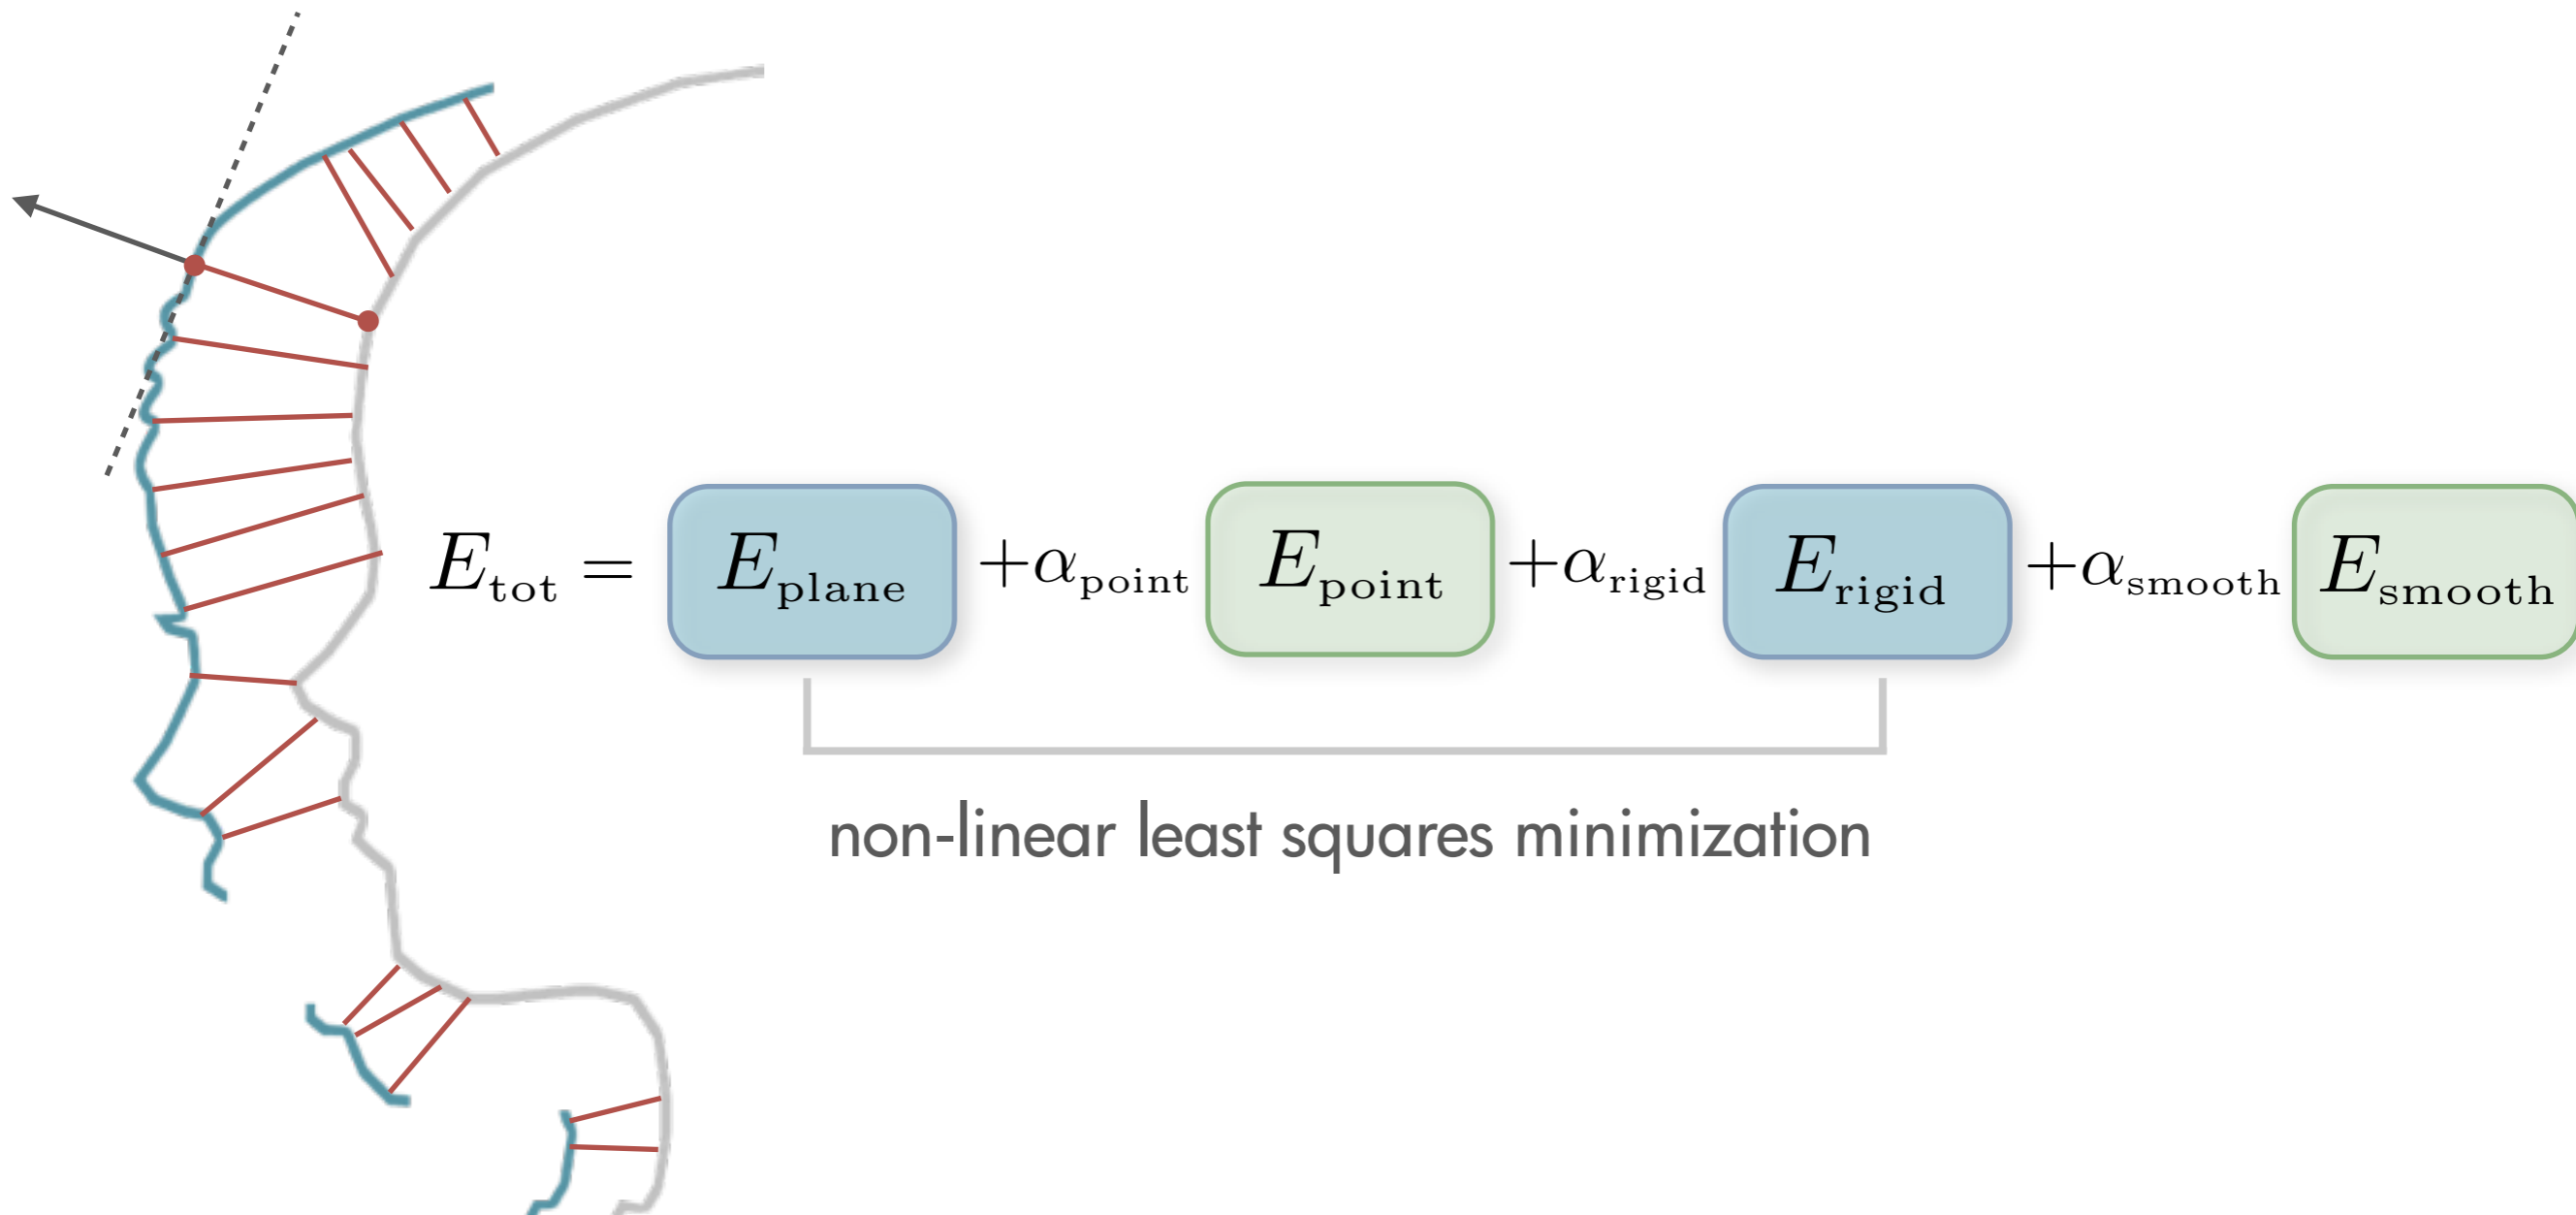 E_tot = E_plane +α_point E_point +α_rigid E_rigid +α_smooth E_smooth
non-linear least squares minimization